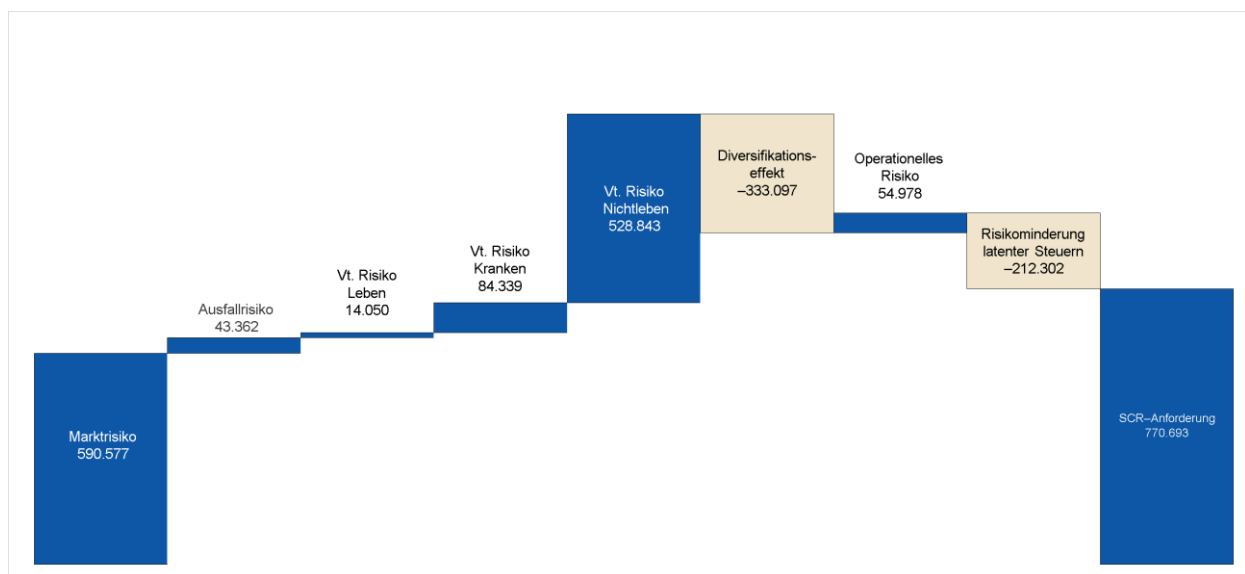 Marktrisiko
590.577
Ausfallrisiko
43.362
Vt. Risiko
Leben
14.050
Vt. Risiko
Kranken
84.339
Vt. Risiko
Nichtleben
528.843
Diversifikations-
effekt
–333.097
Operationelles
Risiko
54.978
Risikominderung
latenter Steuern
–212.302
SCR–Anforderung
770.693